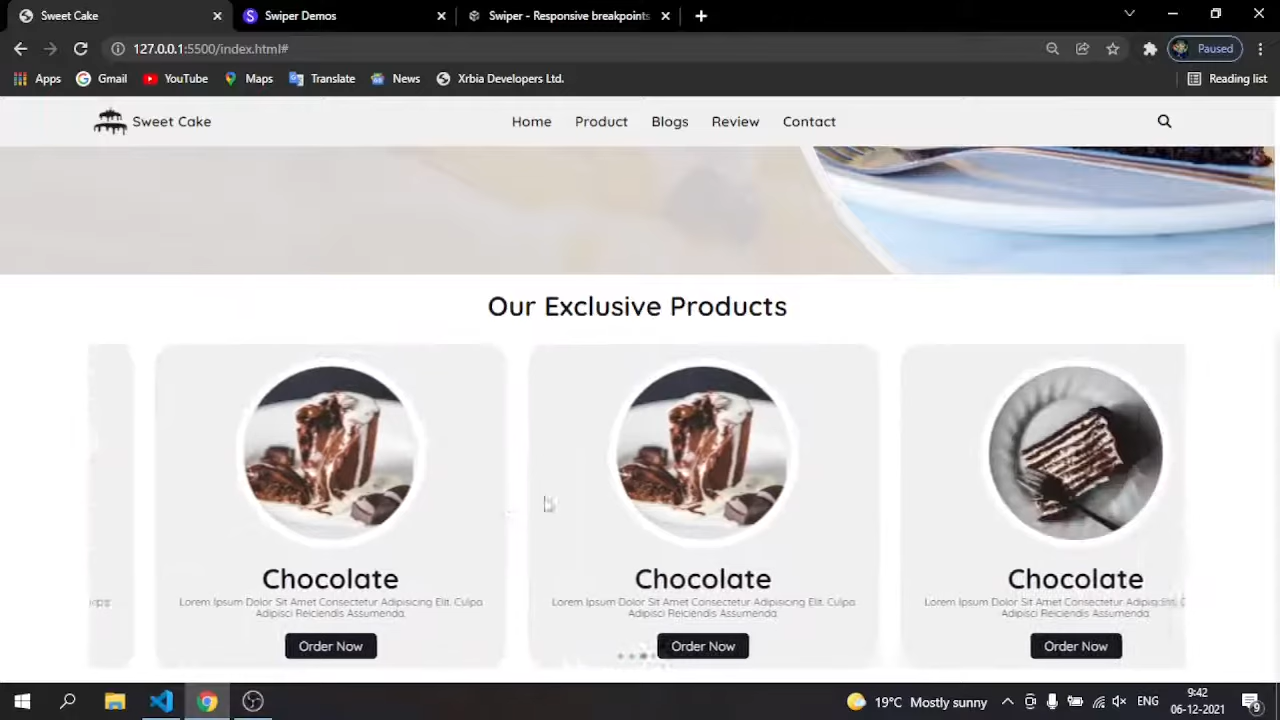 Sweet Cake
Swiper Demos
Swiper - Responsive breakpoints
127.0.0.1:5500/index.html#
Paused
Apps
Gmail
YouTube
Maps
Translate
News
Xrbia Developers Ltd.
Reading list
Sweet Cake
Home
Product
Blogs
Review
Contact
Our Exclusive Products
Chocolate
Lorem Ipsum Dolor Sit Amet Consectetur Adipisicing Elit. Culpa
Adipisci Reiciendis Assumenda.
Order Now
Chocolate
Lorem Ipsum Dolor Sit Amet Consectetur Adipisicing Elit. Culpa
Adipisci Reiciendis Assumenda.
Order Now
Chocolate
Lorem Ipsum Dolor Sit Amet Consectetur
Adipisci Reiciendis Assumenda.
Order Now
19°C Mostly sunny
ENG
9:42
06-12-2021
9